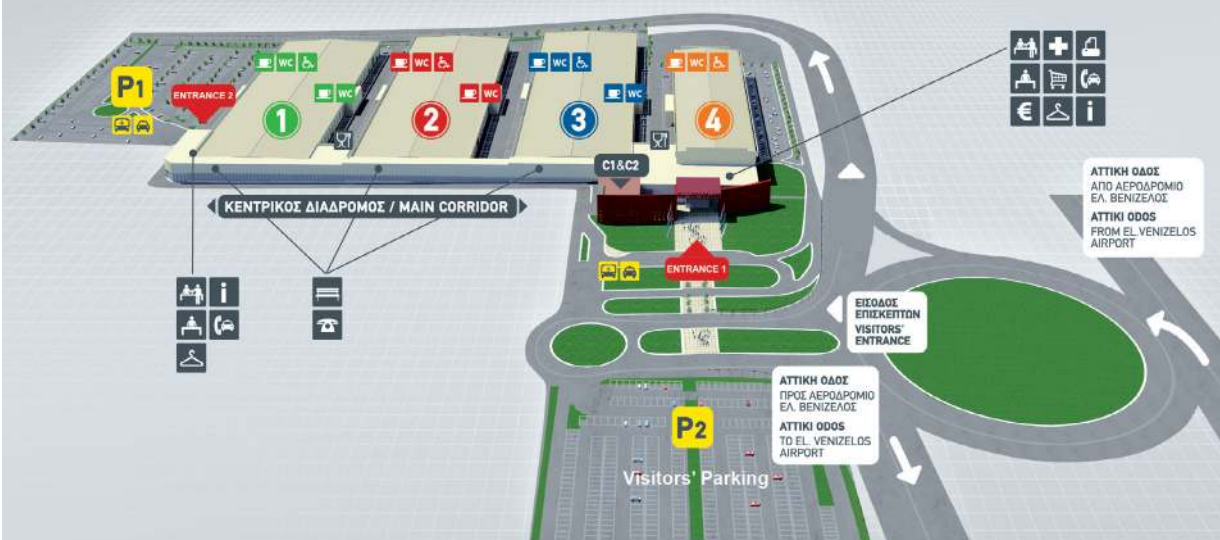 P1
ENTRANCE 2
WC
WC
1
WC
WC
2
WC
WC
3
WC
4
€
i
C1&C2
ΚΕΝΤΡΙΚΟΣ ΔΙΑΔΡΟΜΟΣ / MAIN CORRIDOR
ENTRANCE 1
i
ΑΤΤΙΚΗ ΟΔΟΣ
ΑΠΟ ΑΕΡΟΔΡΟΜΙΟ
ΕΛ. ΒΕΝΙΖΕΛΟΣ
ATTIKI ODOS
FROM EL.VENIZELOS
AIRPORT
ΕΙΣΟΔΟΣ
ΕΠΙΣΚΕΠΤΩΝ
VISITORS'
ENTRANCE
ΑΤΤΙΚΗ ΟΔΟΣ
ΠΡΟΣ ΑΕΡΟΔΡΟΜΙΟ
ΕΛ. ΒΕΝΙΖΕΛΟΣ
ATTIKI ODOS
TO EL. VENIZELOS
AIRPORT
P2
Visitors' Parking